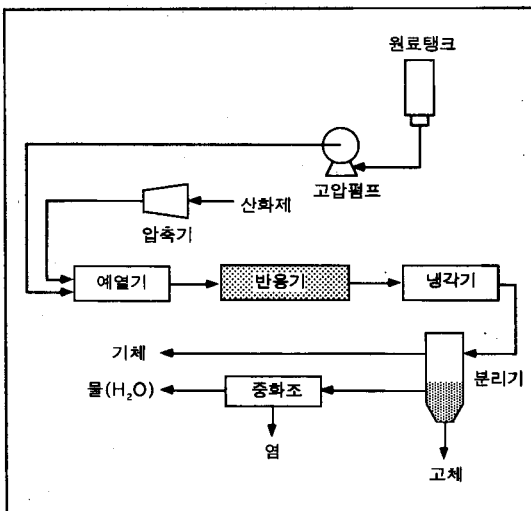 원료탱크
고압펌프
산화제
압축기
예열기
반응기
냉각기
기체
분리기
물(H₂O)
중화조
염
고체